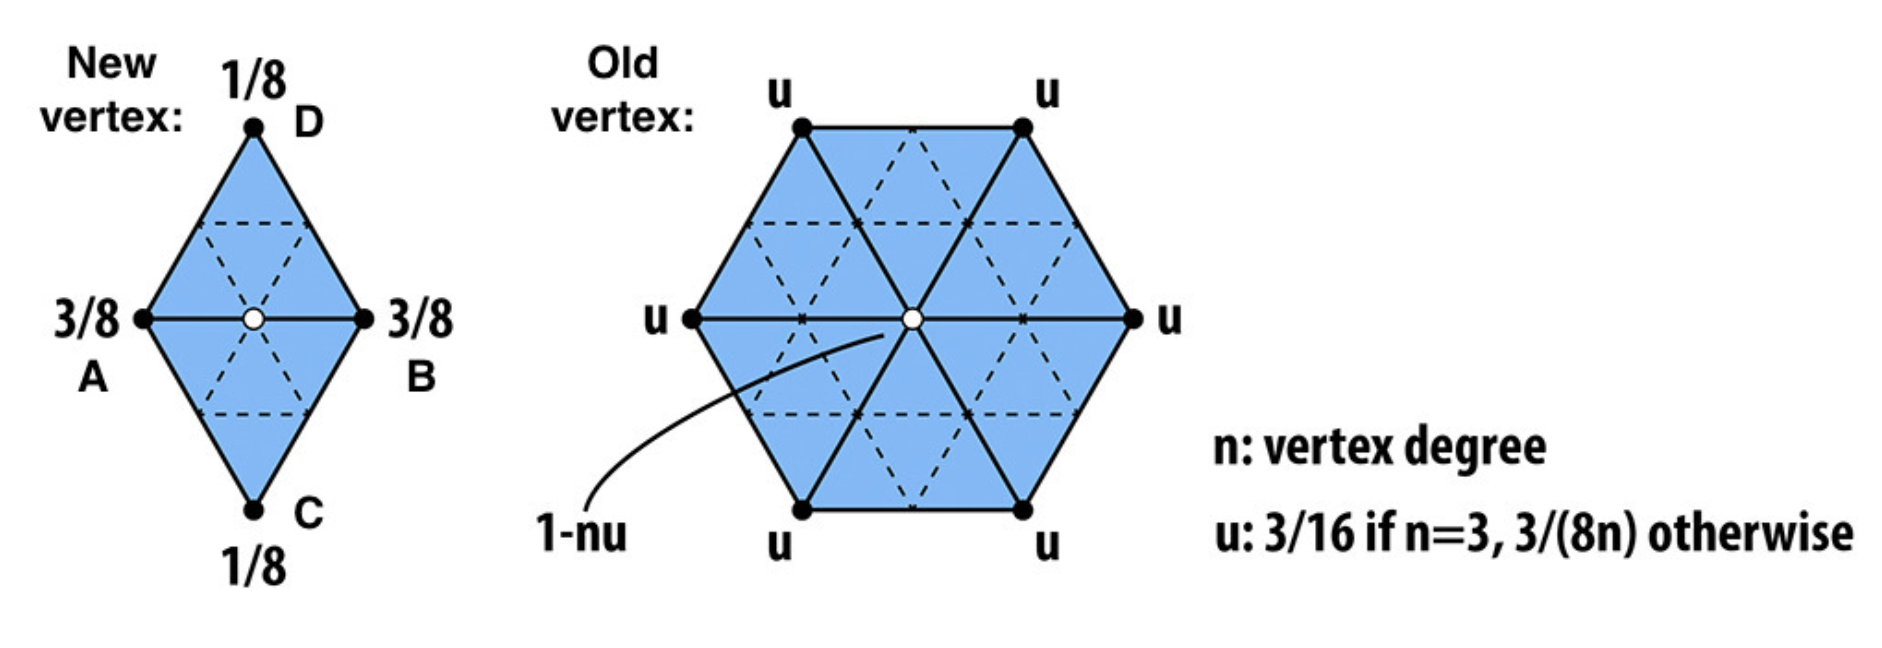 New
vertex:
1/8
D
3/8
3/8
A
B
C
1/8
Old
vertex:
u
u
u
u
1-nu
u
u
n: vertex degree
u: 3/16 if n=3, 3/(8n) otherwise